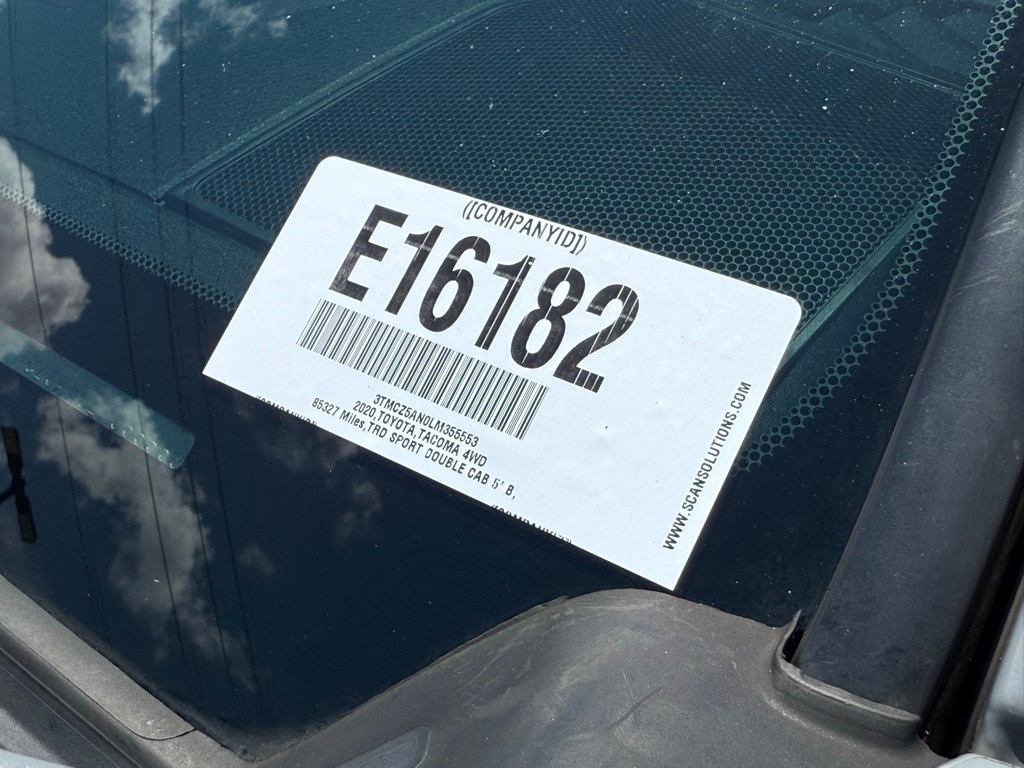 ([COMPANYID])
E16182
3TMCZ5AN0LM355553
2020,TOYOTA,TACOMA 4WD
85327 Miles,TRD SPORT DOUBLE CAB 5' B,
WWW.SCANSOLUTIONS.COM